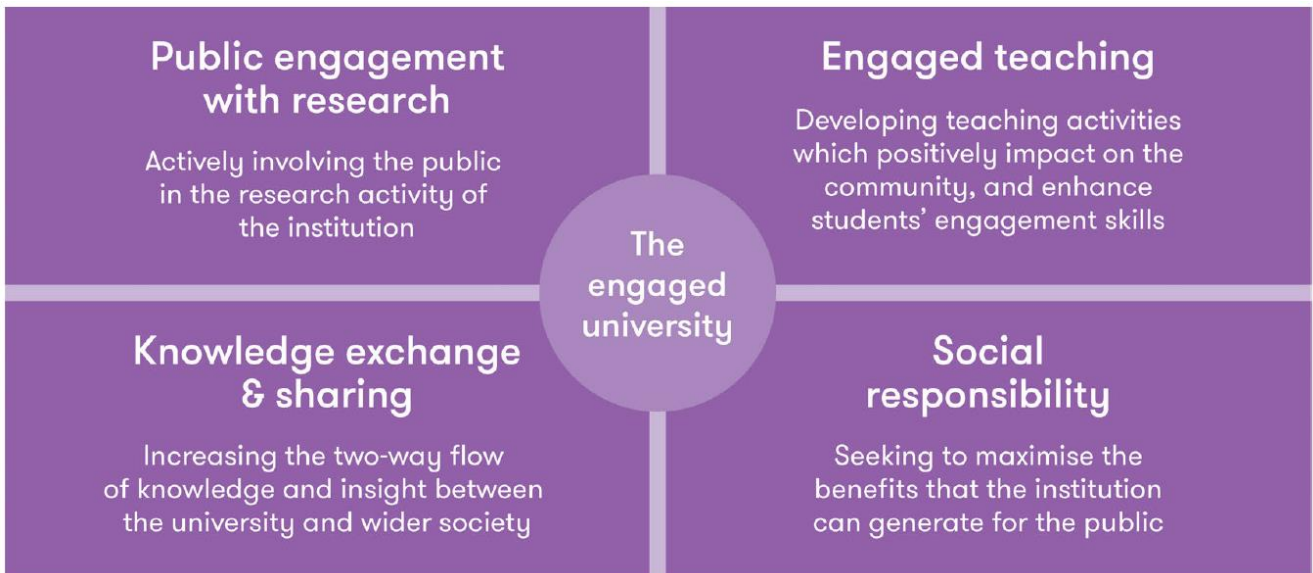 Public engagement
with research
Actively involving the public
in the research activity of
the institution
Engaged teaching
Developing teaching activities
which positively impact on the
community, and enhance
students’ engagement skills
The
engaged
university
Knowledge exchange
& sharing
Increasing the two-way flow
of knowledge and insight between
the university and wider society
Social
responsibility
Seeking to maximise the
benefits that the institution
can generate for the public